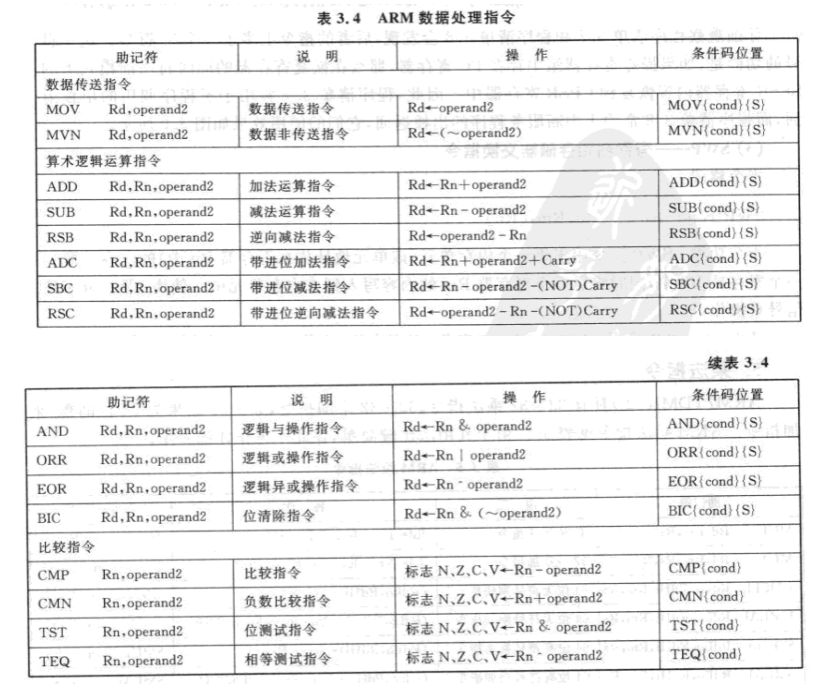 表 3.4 ARM 数据处理指令
助记符 说 明 操 作 条件码位置
数据传送指令
MOV Rd,operand2 数据传送指令 Rd←operand2 MOV{cond}{S}
MVN Rd,operand2 数据非传送指令 Rd←(~operand2) MVN{cond}{S}
算术逻辑运算指令
ADD Rd,Rn,operand2 加法运算指令 Rd←Rn+operand2 ADD{cond}{S}
SUB Rd,Rn,operand2 减法运算指令 Rd←Rn-operand2 SUB{cond}{S}
RSB Rd,Rn,operand2 逆向减法指令 Rd←operand2-Rn RSB{cond}{S}
ADC Rd,Rn,operand2 带进位加法指令 Rd←Rn+operand2+Carry ADC{cond}{S}
SBC Rd,Rn,operand2 带进位减法指令 Rd←Rn-operand2-(NOT)Carry SBC{cond}{S}
RSC Rd,Rn,operand2 带进位逆向减法指令 Rd←operand2-Rn-(NOT)Carry RSC{cond}{S}
续表 3.4
助记符 说 明 操 作 条件码位置
AND Rd,Rn,operand2 逻辑与操作指令 Rd←Rn & operand2 AND{cond}{S}
ORR Rd,Rn,operand2 逻辑或操作指令 Rd←Rn | operand2 ORR{cond}{S}
EOR Rd,Rn,operand2 逻辑异或操作指令 Rd←Rn ^ operand2 EOR{cond}{S}
BIC Rd,Rn,operand2 位清除指令 Rd←Rn & (~operand2) BIC{cond}{S}
比较指令
CMP Rn,operand2 比较指令 标志 N、Z、C、V←Rn-operand2 CMP{cond}
CMN Rn,operand2 负数比较指令 标志 N、Z、C、V←Rn+operand2 CMN{cond}
TST Rn,operand2 位测试指令 标志 N、Z、C、V←Rn & operand2 TST{cond}
TEQ Rn,operand2 相等测试指令 标志 N、Z、C、V←Rn ^ operand2 TEQ{cond}